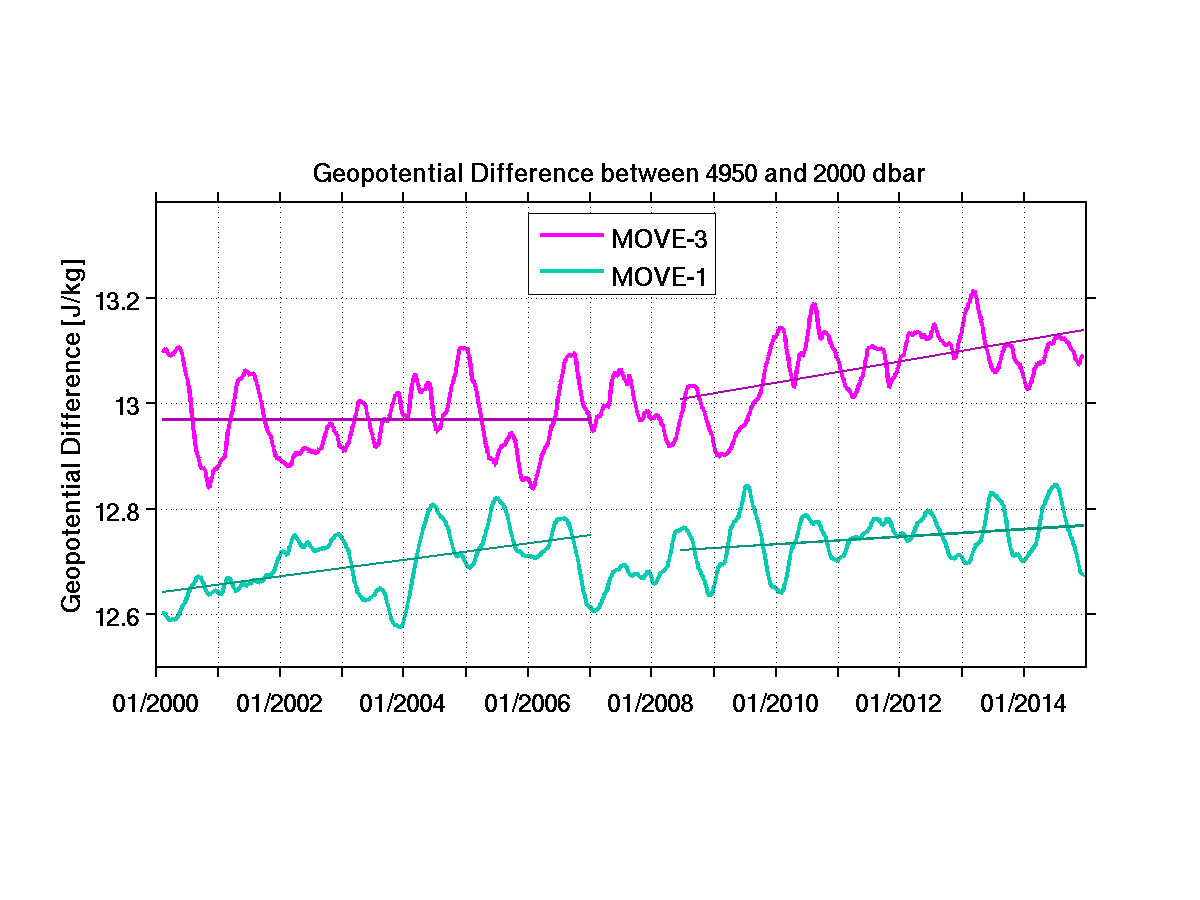 Geopotential Difference between 4950 and 2000 dbar
MOVE-3
MOVE-1
Geopotential Difference [J/kg]
13.2
13
12.8
12.6
01/2000 01/2002 01/2004 01/2006 01/2008 01/2010 01/2012 01/2014